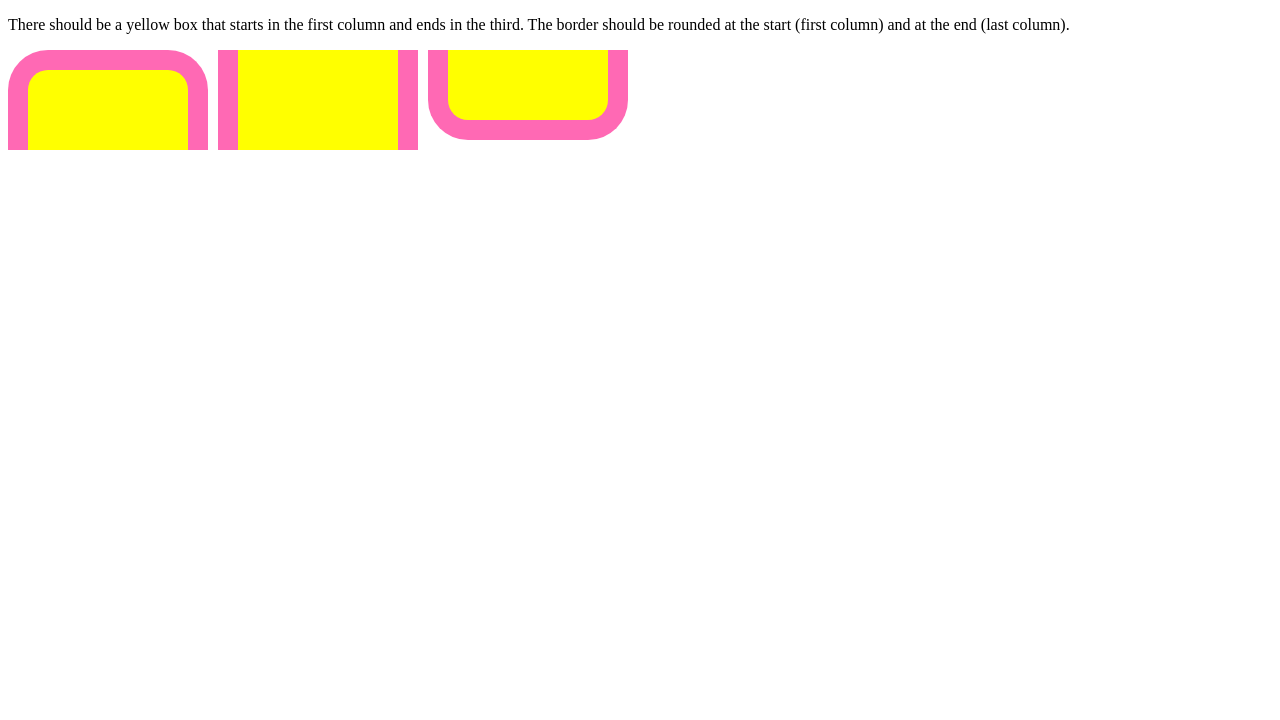 There should be a yellow box that starts in the first column and ends in the third. The border should be rounded at the start (first column) and at the end (last column).